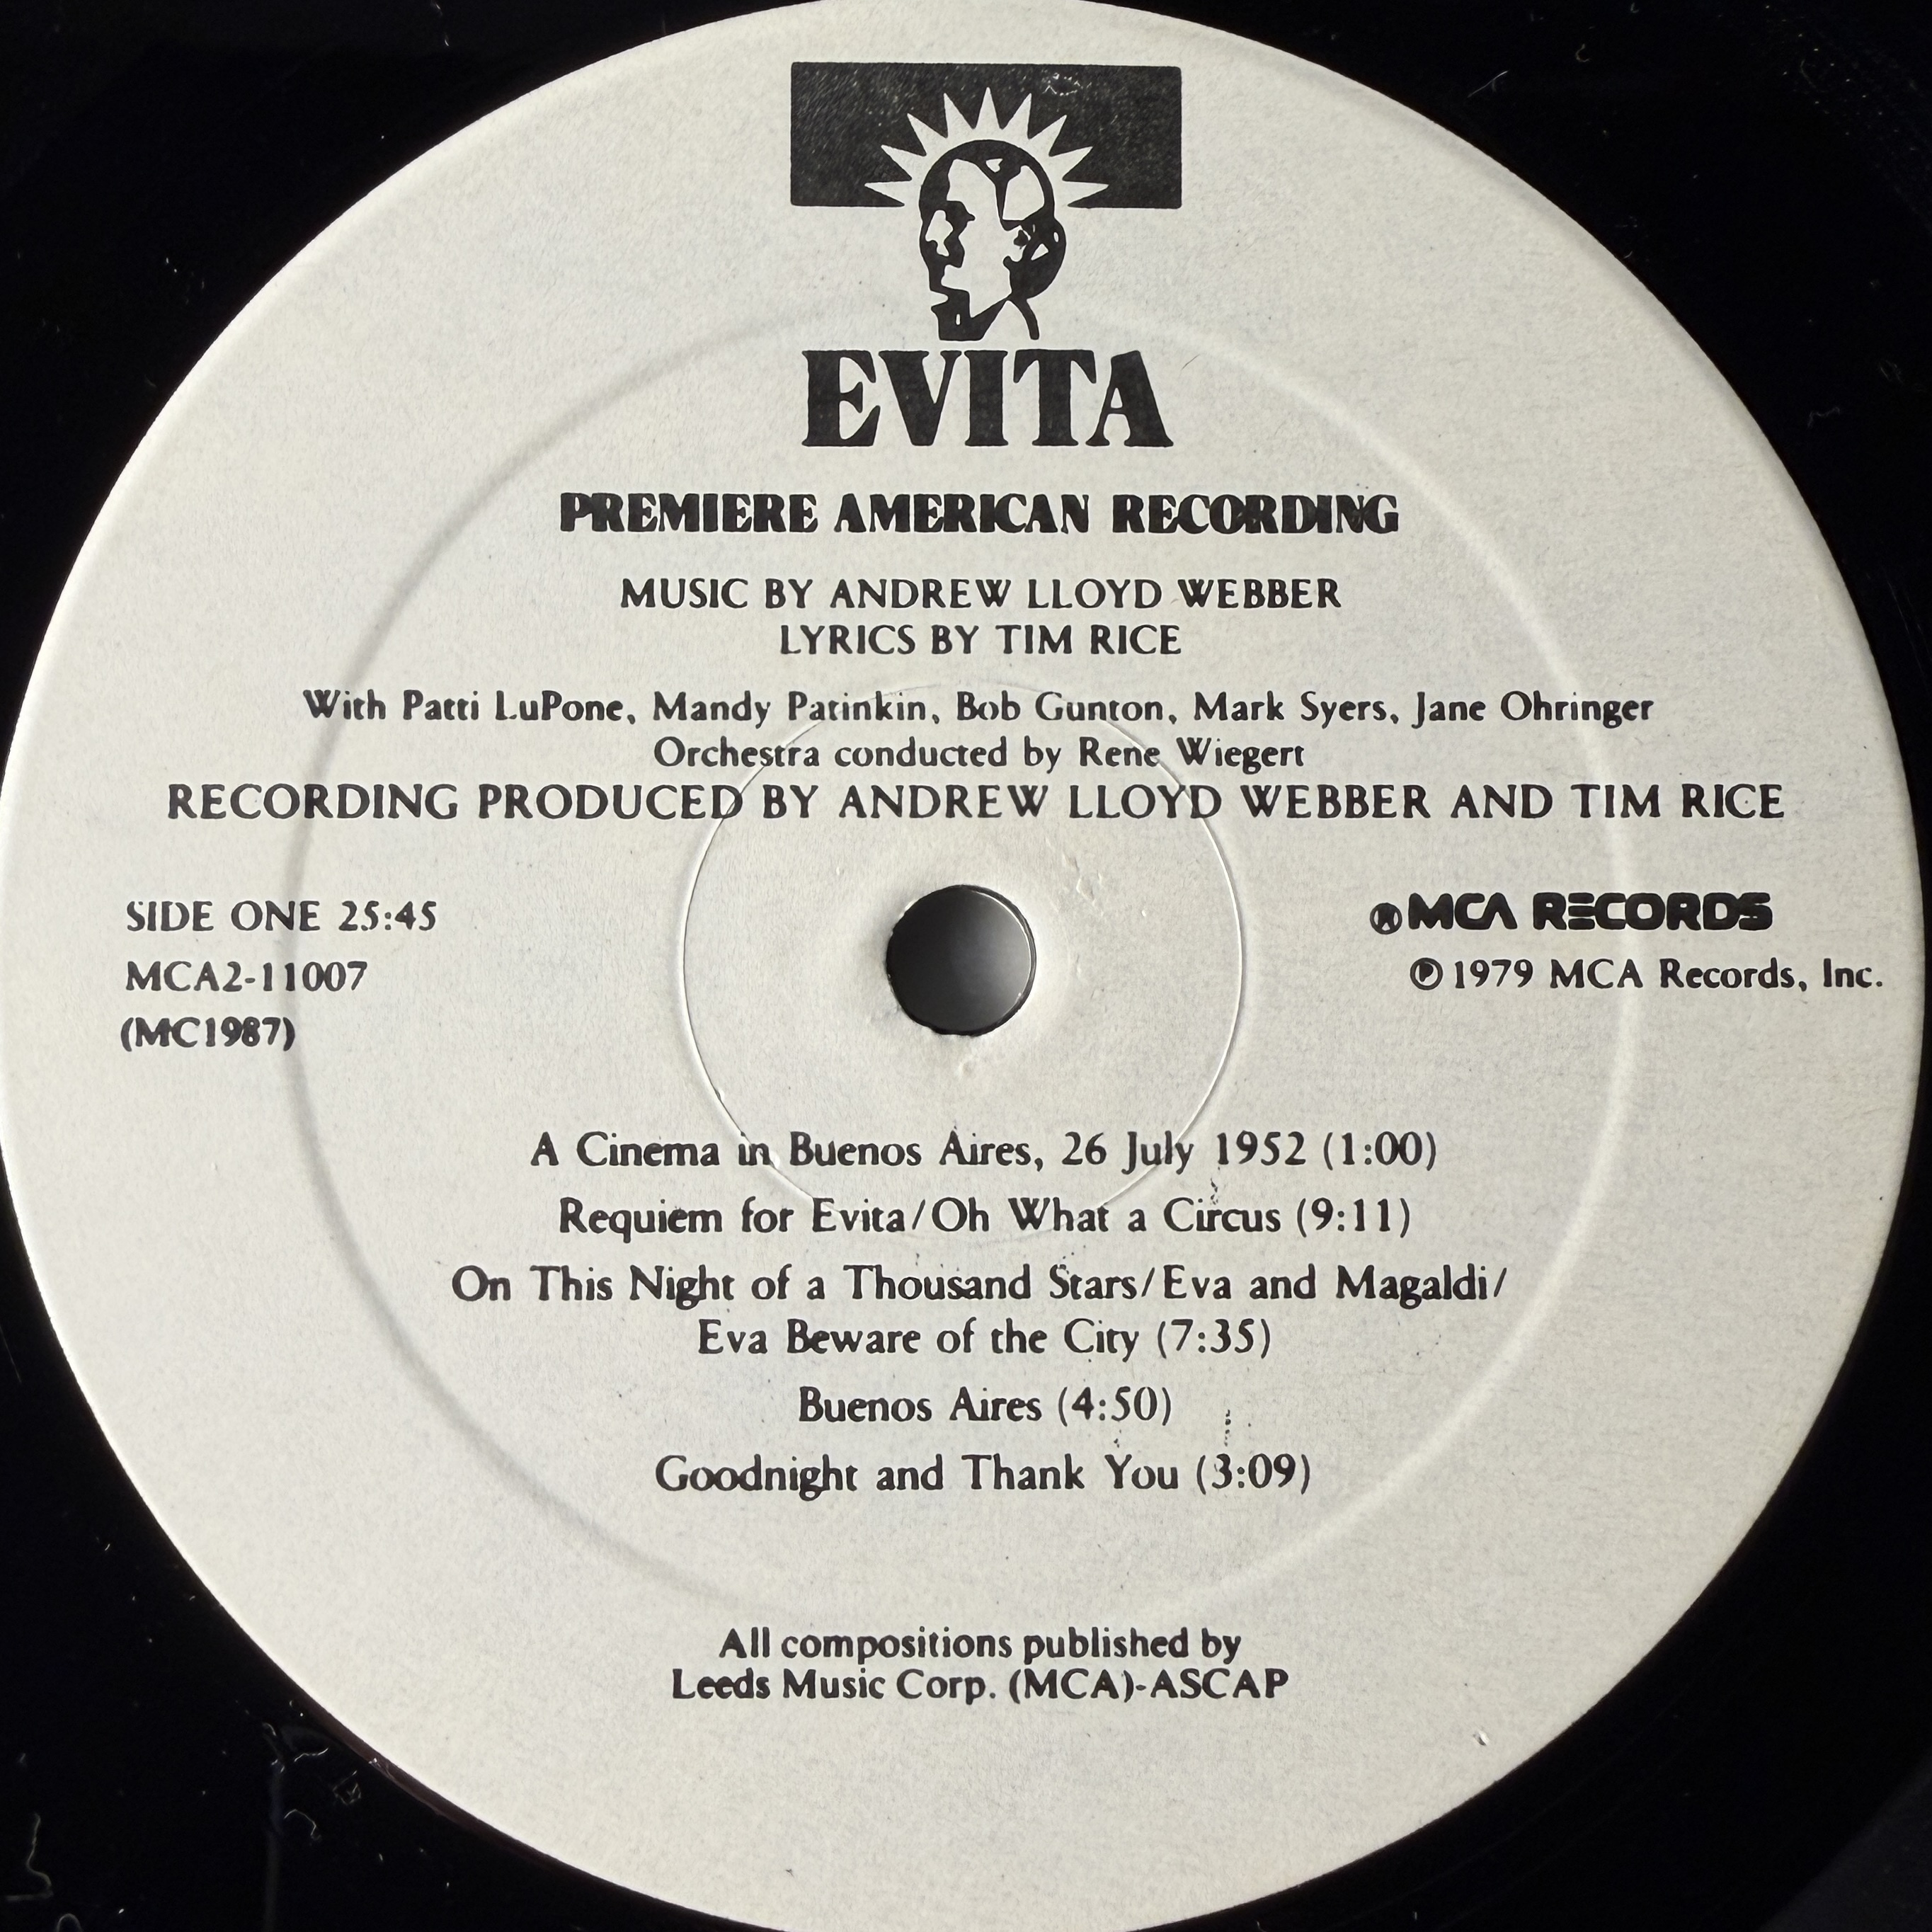 EVITA
PREMIERE AMERICAN RECORDING
MUSIC BY ANDREW LLOYD WEBBER
LYRICS BY TIM RICE
With Patti LuPone, Mandy Patinkin, Bob Gunton, Mark Syers, Jane Ohringer
Orchestra conducted by Rene Wiegert
RECORDING PRODUCED BY ANDREW LLOYD WEBBER AND TIM RICE
SIDE ONE 25:45
MCA2-11007
(MC1987)
®MCA RECORDS
℗1979 MCA Records, Inc.
A Cinema in Buenos Aires, 26 July 1952 (1:00)
Requiem for Evita/Oh What a Circus (9:11)
On This Night of a Thousand Stars/Eva and Magaldi/
Eva Beware of the City (7:35)
Buenos Aires (4:50)
Goodnight and Thank You (3:09)
All compositions published by
Leeds Music Corp. (MCA)-ASCAP